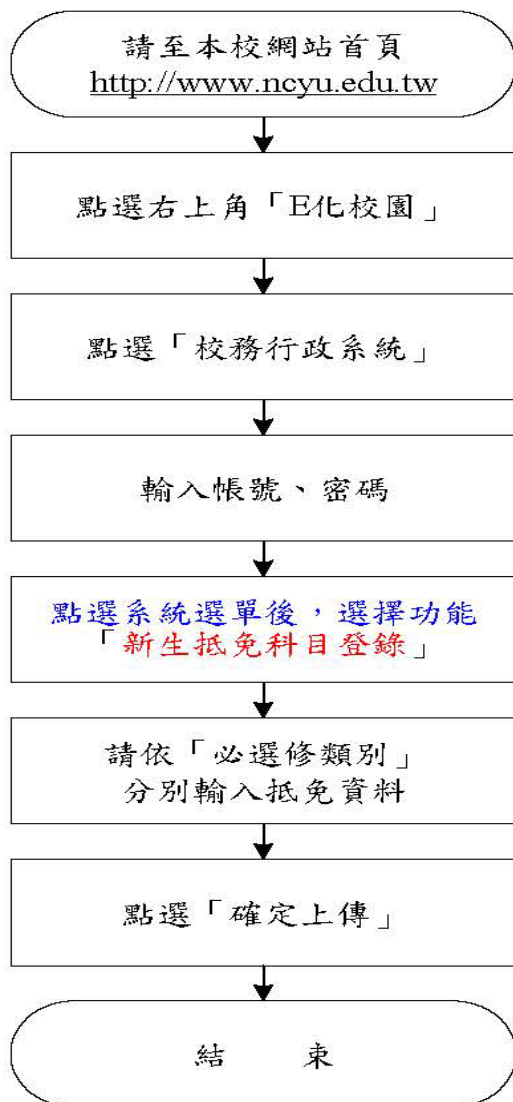 請至本校網站首頁
http://www.ncyu.edu.tw
點選右上角「E化校園」
點選「校務行政系統」
輸入帳號、密碼
點選系統選單後，選擇功能
「新生抵免科目登錄」
請依「必選修類別」
分別輸入抵免資料
點選「確定上傳」
結　　束